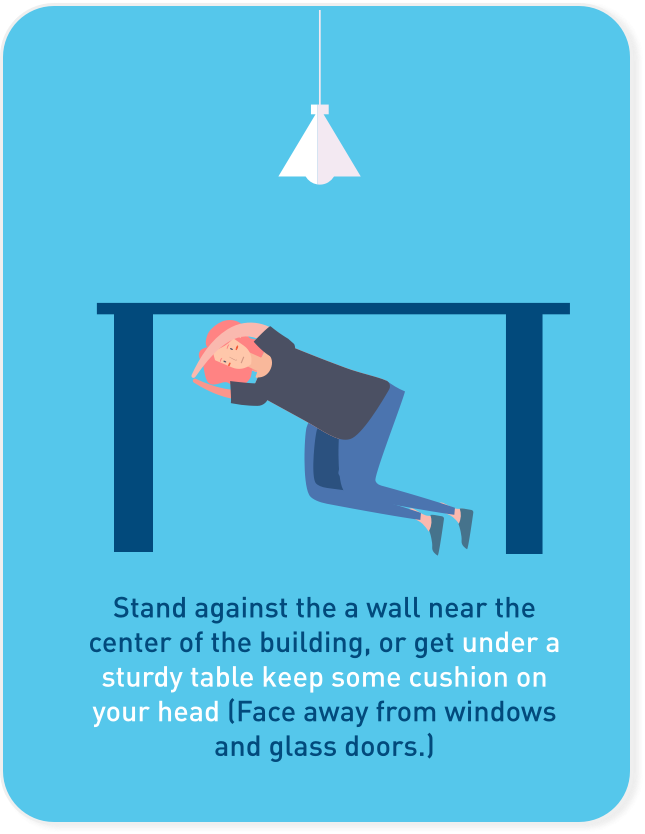 Stand against the a wall near the
center of the building, or get under a
sturdy table keep some cushion on
your head (Face away from windows
and glass doors.)